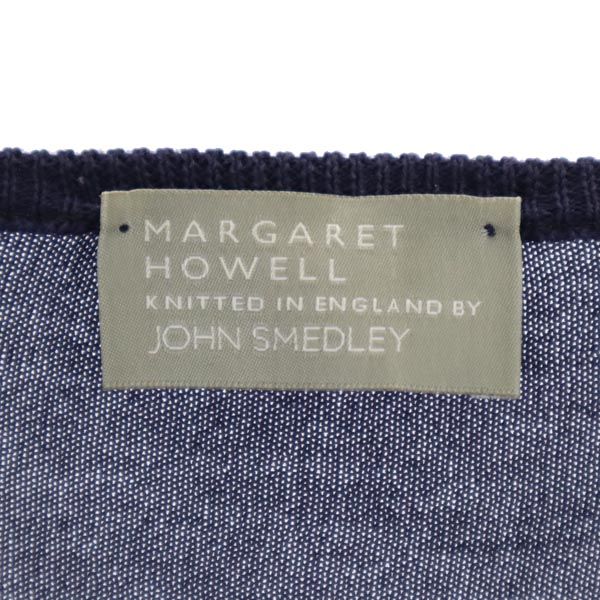 MARGARET
HOWELL
KNITTED IN ENGLAND BY
JOHN SMEDLEY